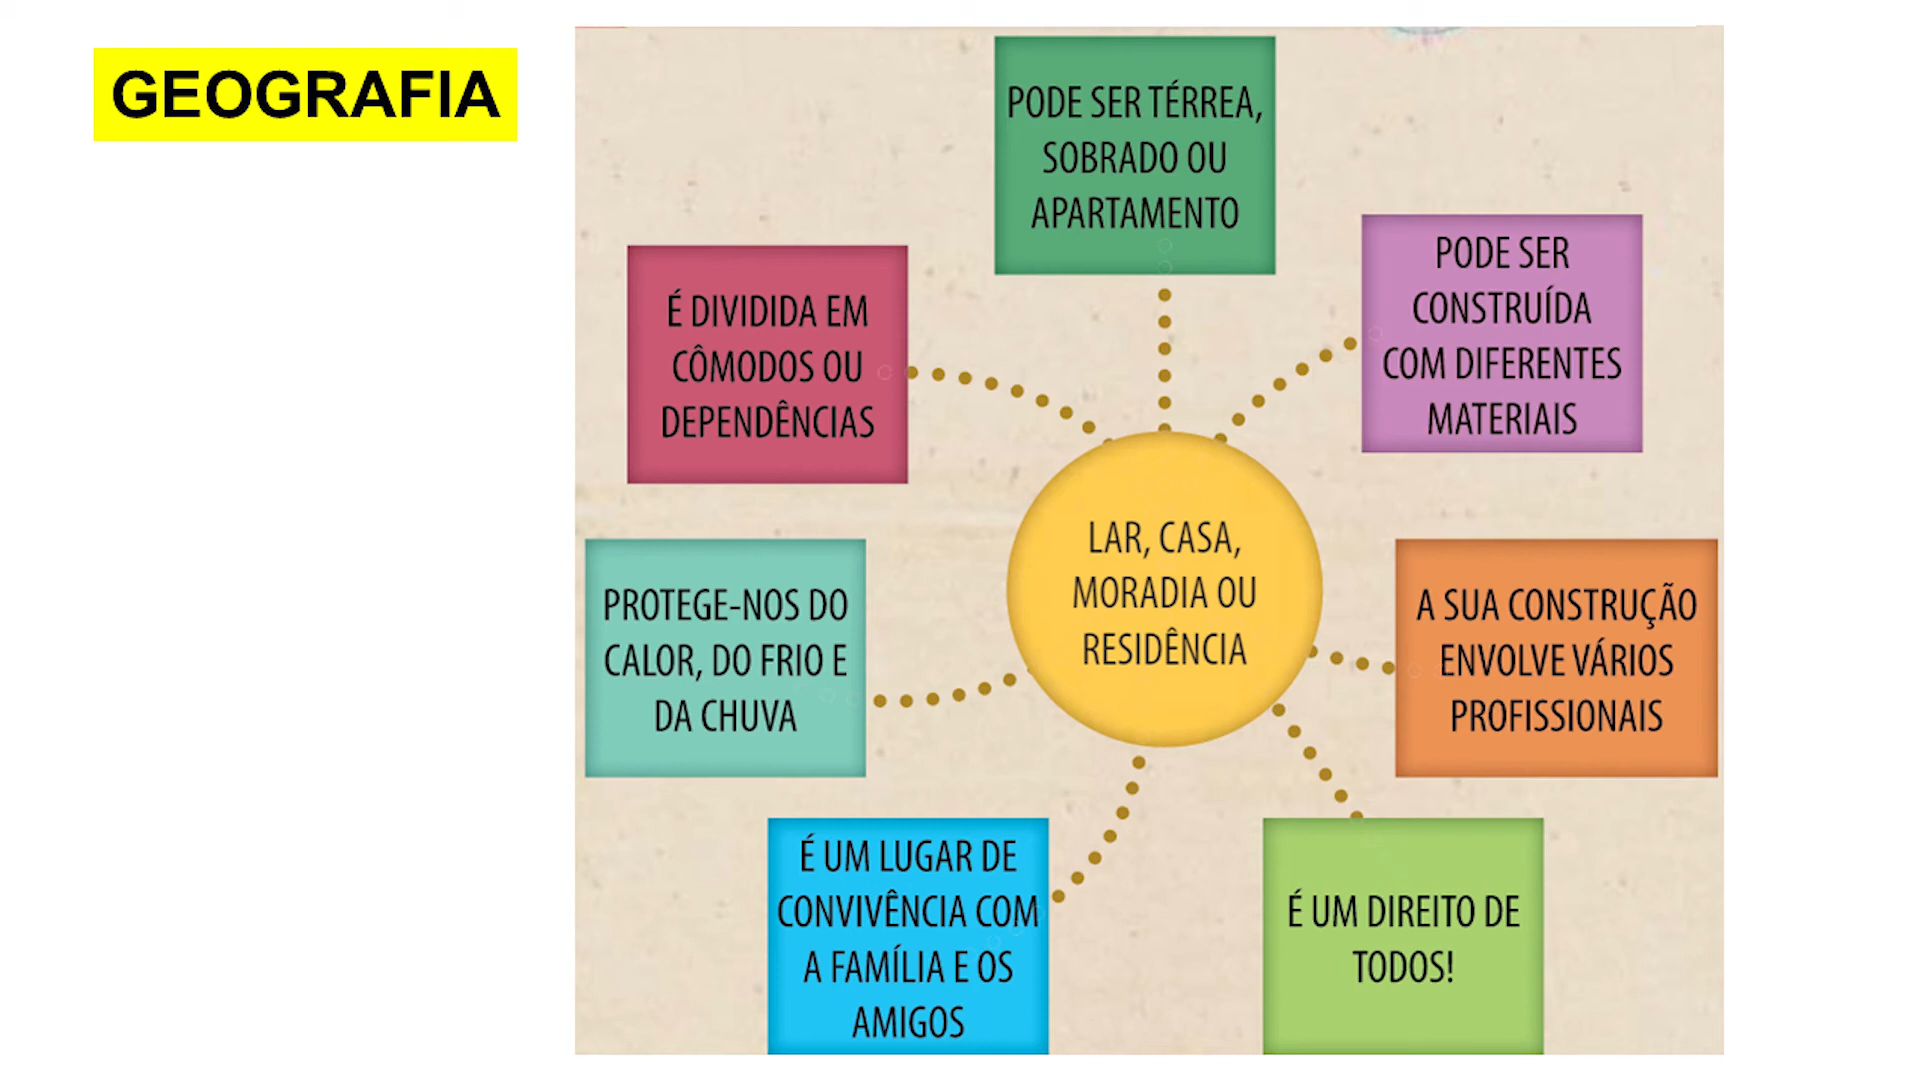 GEOGRAFIA
PODE SER TÉRREA,
SOBRADO OU
APARTAMENTO
PODE SER
CONSTRUÍDA
COM DIFERENTES
MATERIAIS
É DIVIDIDA EM
CÔMODOS OU
DEPENDÊNCIAS
LAR, CASA,
MORADIA OU
RESIDÊNCIA
PROTEGE-NOS DO
CALOR, DO FRIO E
DA CHUVA
A SUA CONSTRUÇÃO
ENVOLVE VÁRIOS
PROFISSIONAIS
É UM LUGAR DE
CONVIVÊNCIA COM
A FAMÍLIA E OS
AMIGOS
É UM DIREITO DE
TODOS!